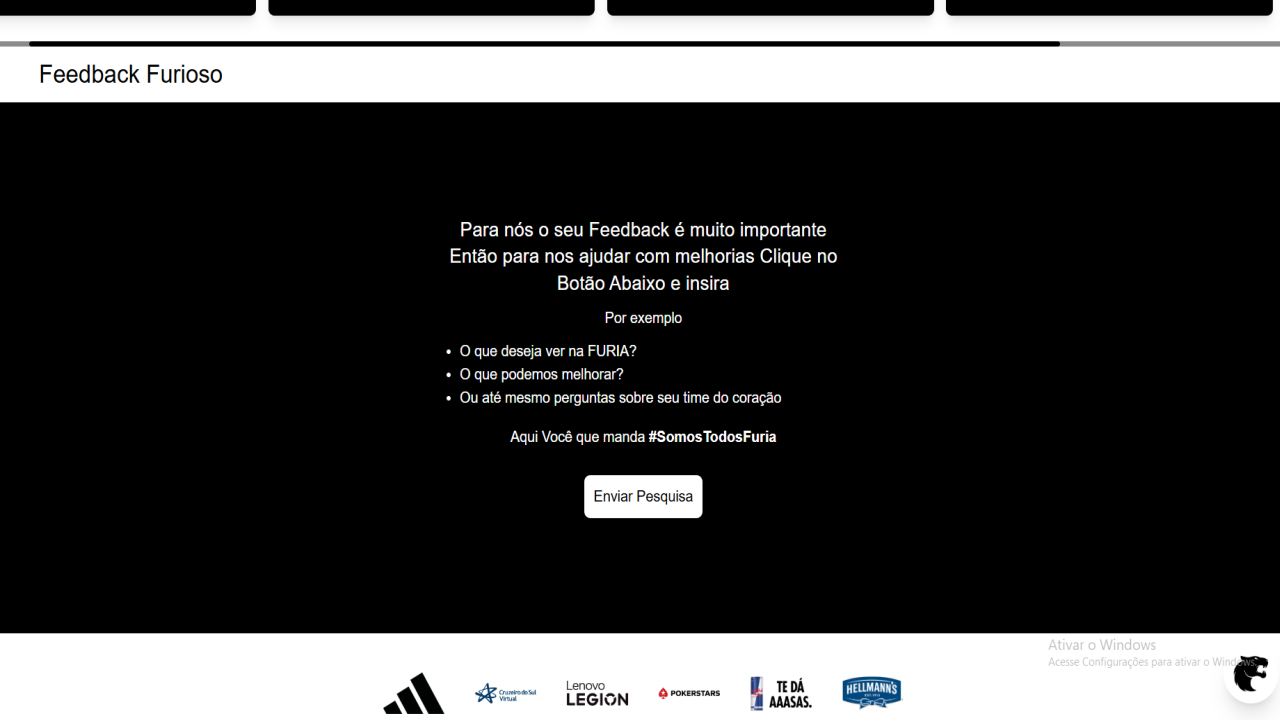 Feedback Furioso
Para nós o seu Feedback é muito importante
Então para nos ajudar com melhorias Clique no
Botão Abaixo e insira
Por exemplo
O que deseja ver na FURIA?
O que podemos melhorar?
Ou até mesmo perguntas sobre seu time do coração
Aqui Você que manda #SomosTodosFuria
Enviar Pesquisa
Ativar o Windows
Acesse Configurações para ativar o Windows.
Cruzeiro do Sul
Virtual
Lenovo
LEGION
POKERSTARS
TE DÁ
AAASAS.
HELLMANN'S